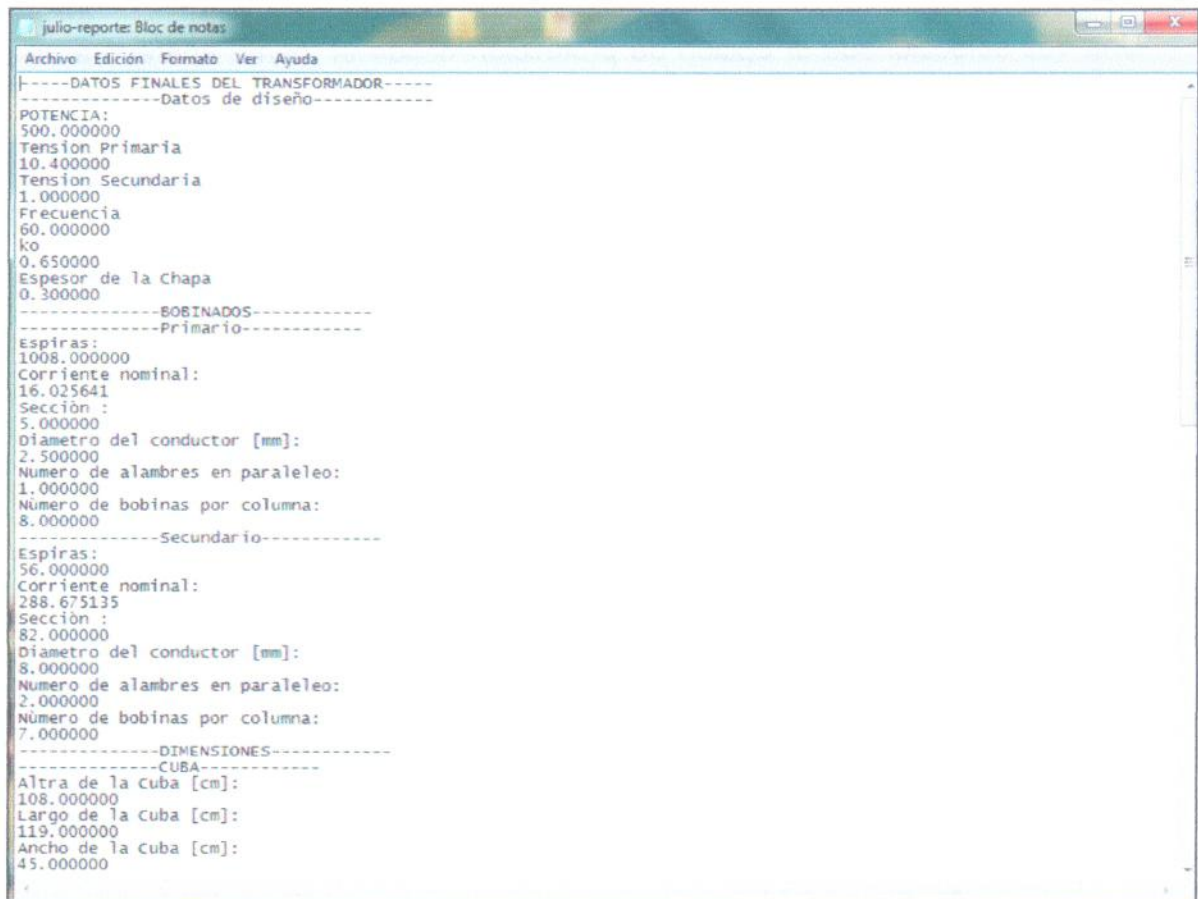 julio-reporte: Bloc de notas
Archivo Edición Formato Ver Ayuda
-----DATOS FINALES DEL TRANSFORMADOR-----
--------------Datos de diseño------------
POTENCIA:
500.000000
Tension Primaria
10.400000
Tension Secundaria
1.000000
Frecuencia
60.000000
ko
0.650000
Espesor de la Chapa
0.300000
--------------BOBINADOS------------
--------------Primario------------
Espiras:
1008.000000
Corriente nominal:
16.025641
Secciòn :
5.000000
Diametro del conductor [mm]:
2.500000
Numero de alambres en paraleleo:
1.000000
Nùmero de bobinas por columna:
8.000000
--------------Secundario------------
Espiras:
56.000000
Corriente nominal:
288.675135
Secciòn :
82.000000
Diametro del conductor [mm]:
8.000000
Numero de alambres en paraleleo:
2.000000
Nùmero de bobinas por columna:
7.000000
--------------DIMENSIONES------------
--------------CUBA------------
Altra de la Cuba [cm]:
108.000000
Largo de la Cuba [cm]:
119.000000
Ancho de la Cuba [cm]:
45.000000